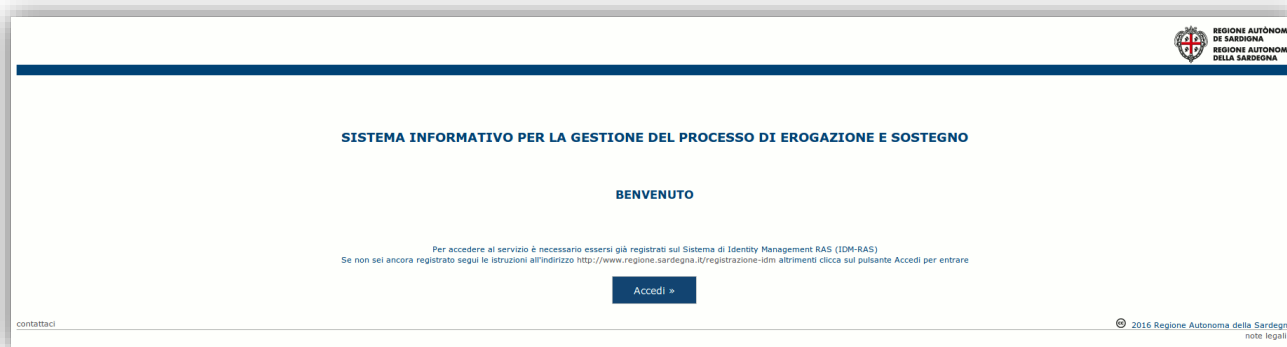 REGIONE AUTÒNOM
DE SARDIGNA
REGIONE AUTONOM
DELLA SARDEGNA
SISTEMA INFORMATIVO PER LA GESTIONE DEL PROCESSO DI EROGAZIONE E SOSTEGNO
BENVENUTO
Per accedere al servizio è necessario essersi già registrati sul Sistema di Identity Management RAS (IDM-RAS)
Se non sei ancora registrato segui le istruzioni all'indirizzo http://www.regione.sardegna.it/registrazione-idm altrimenti clicca sul pulsante Accedi per entrare
Accedi »
contattaci
2016 Regione Autonoma della Sardegn
note legali